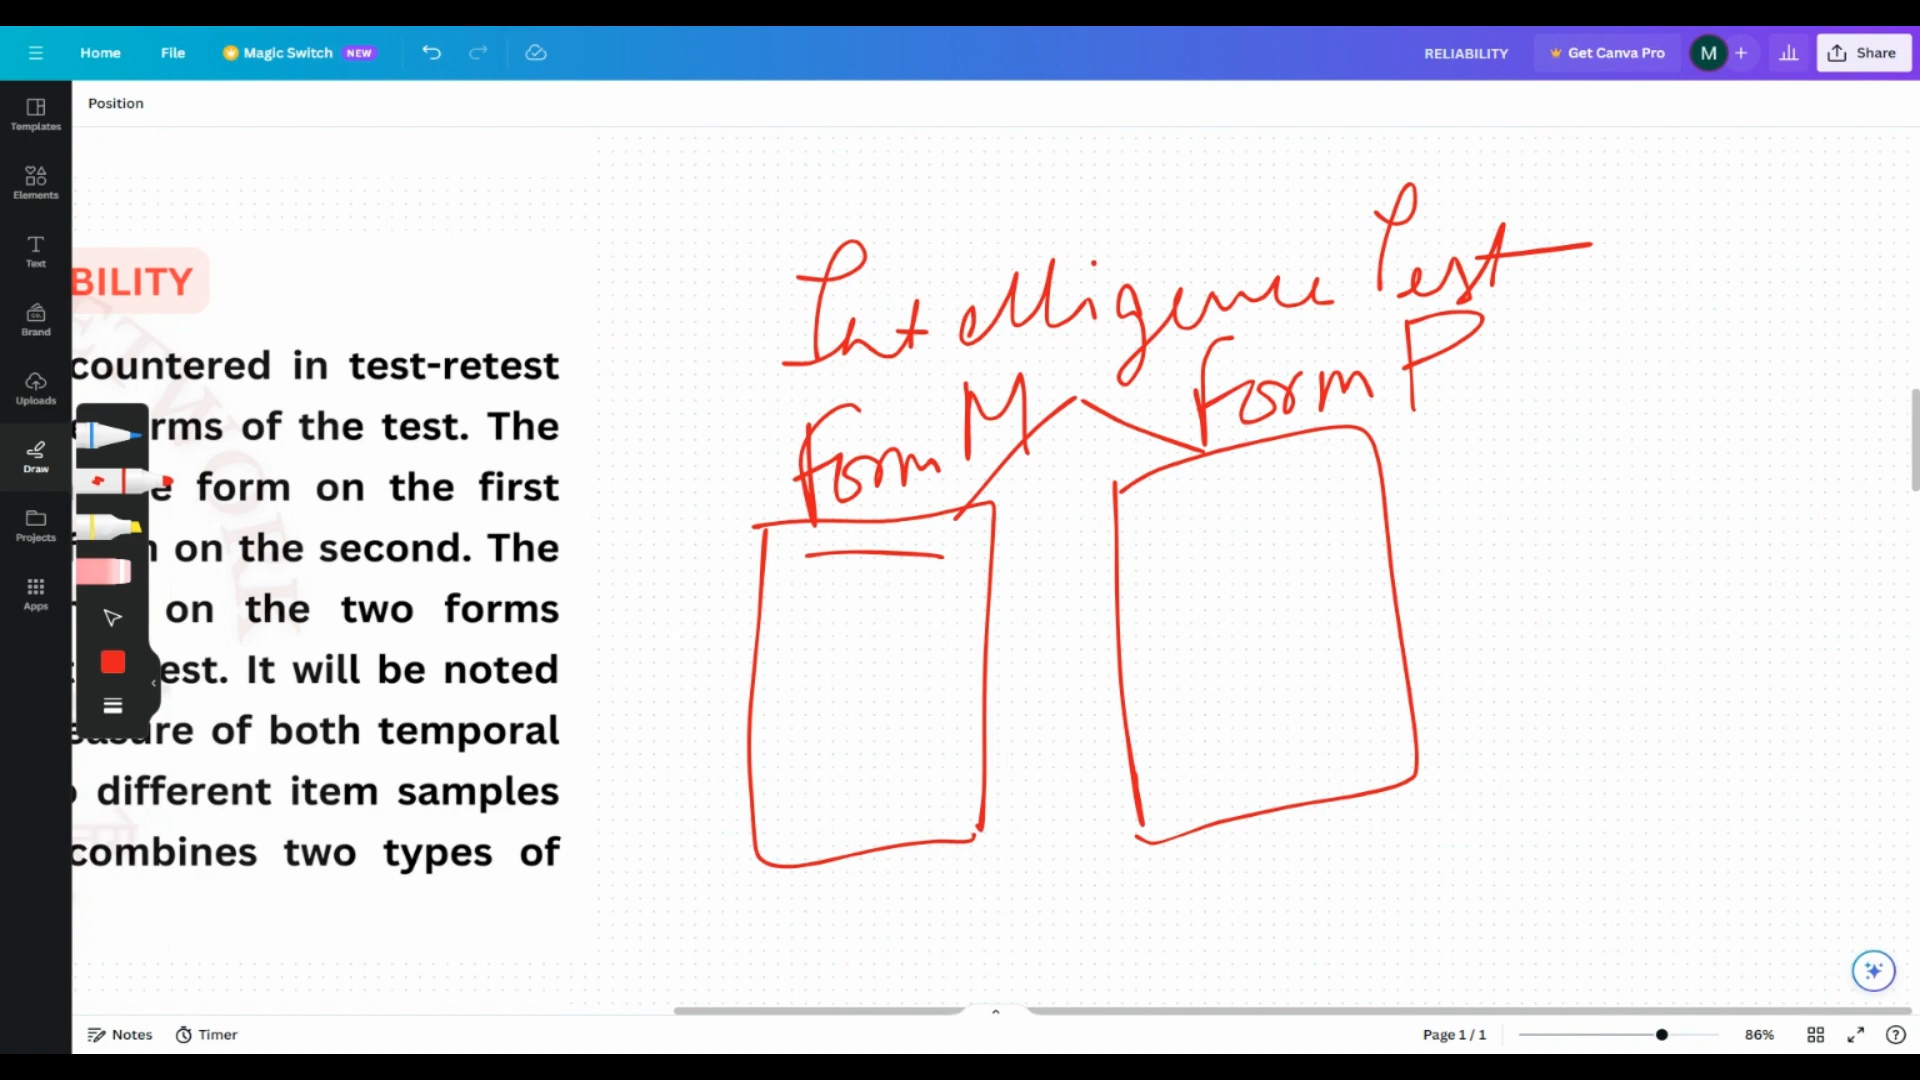 Home File Magic Switch NEW RELIABILITY Get Canva Pro M + Share
Position
Templates
Elements
Text
Brand
Uploads
Draw
Projects
Apps
BILITY
countered in test-retest
rms of the test. The
form on the first
on the second. The
on the two forms
est. It will be noted
of both temporal
different item samples
combines two types of
Intelligence Test
Form M
Form P
Notes Timer Page 1 / 1 86%